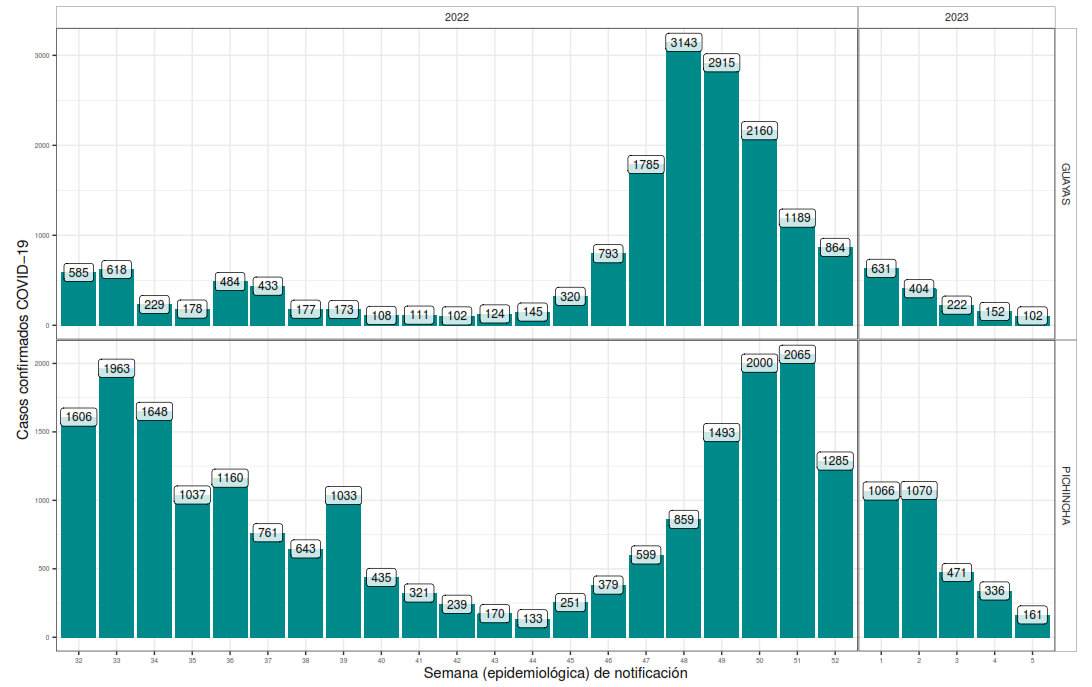 2022 2023
3000
2000
1000
0
585 618 229 178 484 433 177 173 108 111 102 124 145 320 793 1785 3143 2915 2160 1189 864 631 404 222 152 102
GUAYAS
Casos confirmados COVID−19
2000
1500
1000
500
0
1606 1963 1648 1037 1160 761 643 1033 435 321 239 170 133 251 379 599 859 1493 2000 2065 1285 1066 1070 471 336 161
PICHINCHA
32 33 34 35 36 37 38 39 40 41 42 43 44 45 46 47 48 49 50 51 52 1 2 3 4 5
Semana (epidemiológica) de notificación